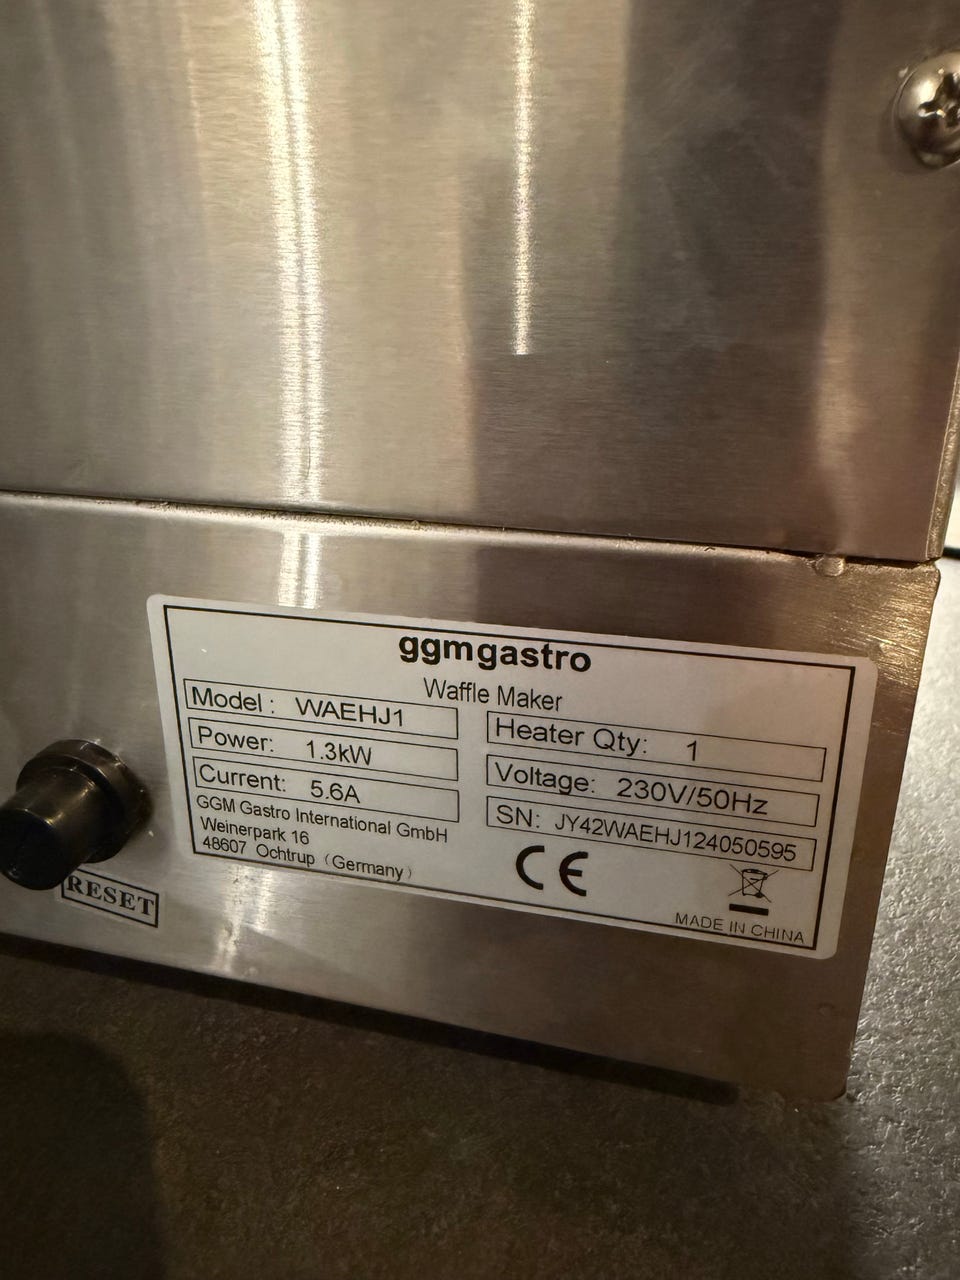 ggmgastro
Waffle Maker
Model : WAEHJ1
Heater Qty: 1
Power: 1.3kW
Voltage: 230V/50Hz
Current: 5.6A
SN: JY42WAEHJ124050595
GGM Gastro International GmbH
Weinerpark 16
48607 Ochtrup (Germany)
CE
MADE IN CHINA
RESET